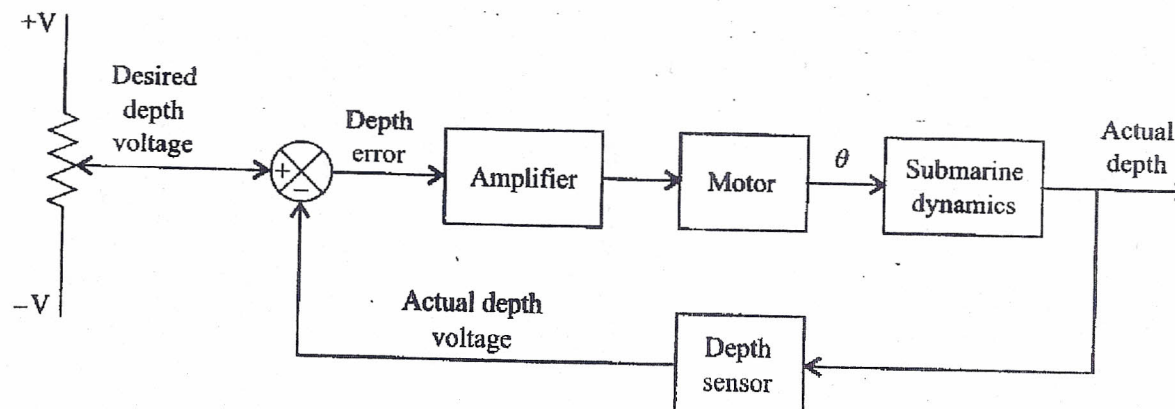 +V
Desired
depth
voltage
+
−
Depth
error
Amplifier
Motor
θ
Submarine
dynamics
Actual
depth
−V
Actual depth
voltage
Depth
sensor